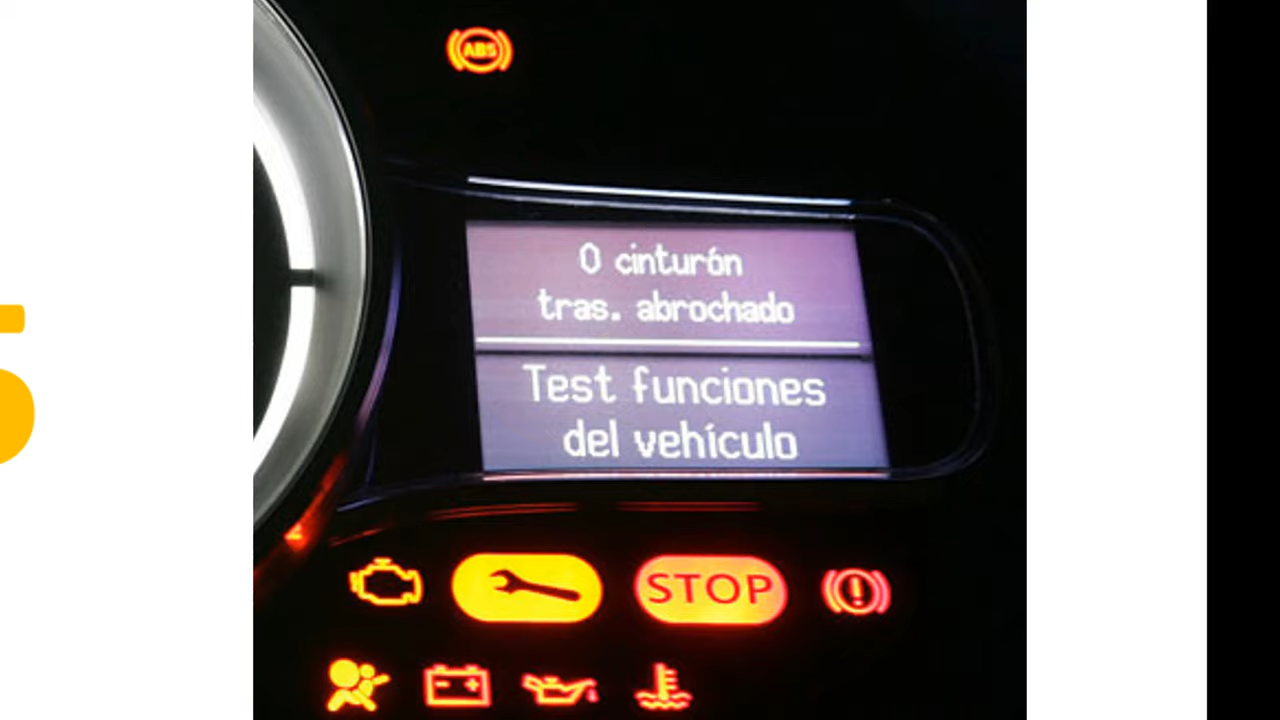 ABS
0 cinturón
tras. abrochado
Test funciones
del vehículo
STOP